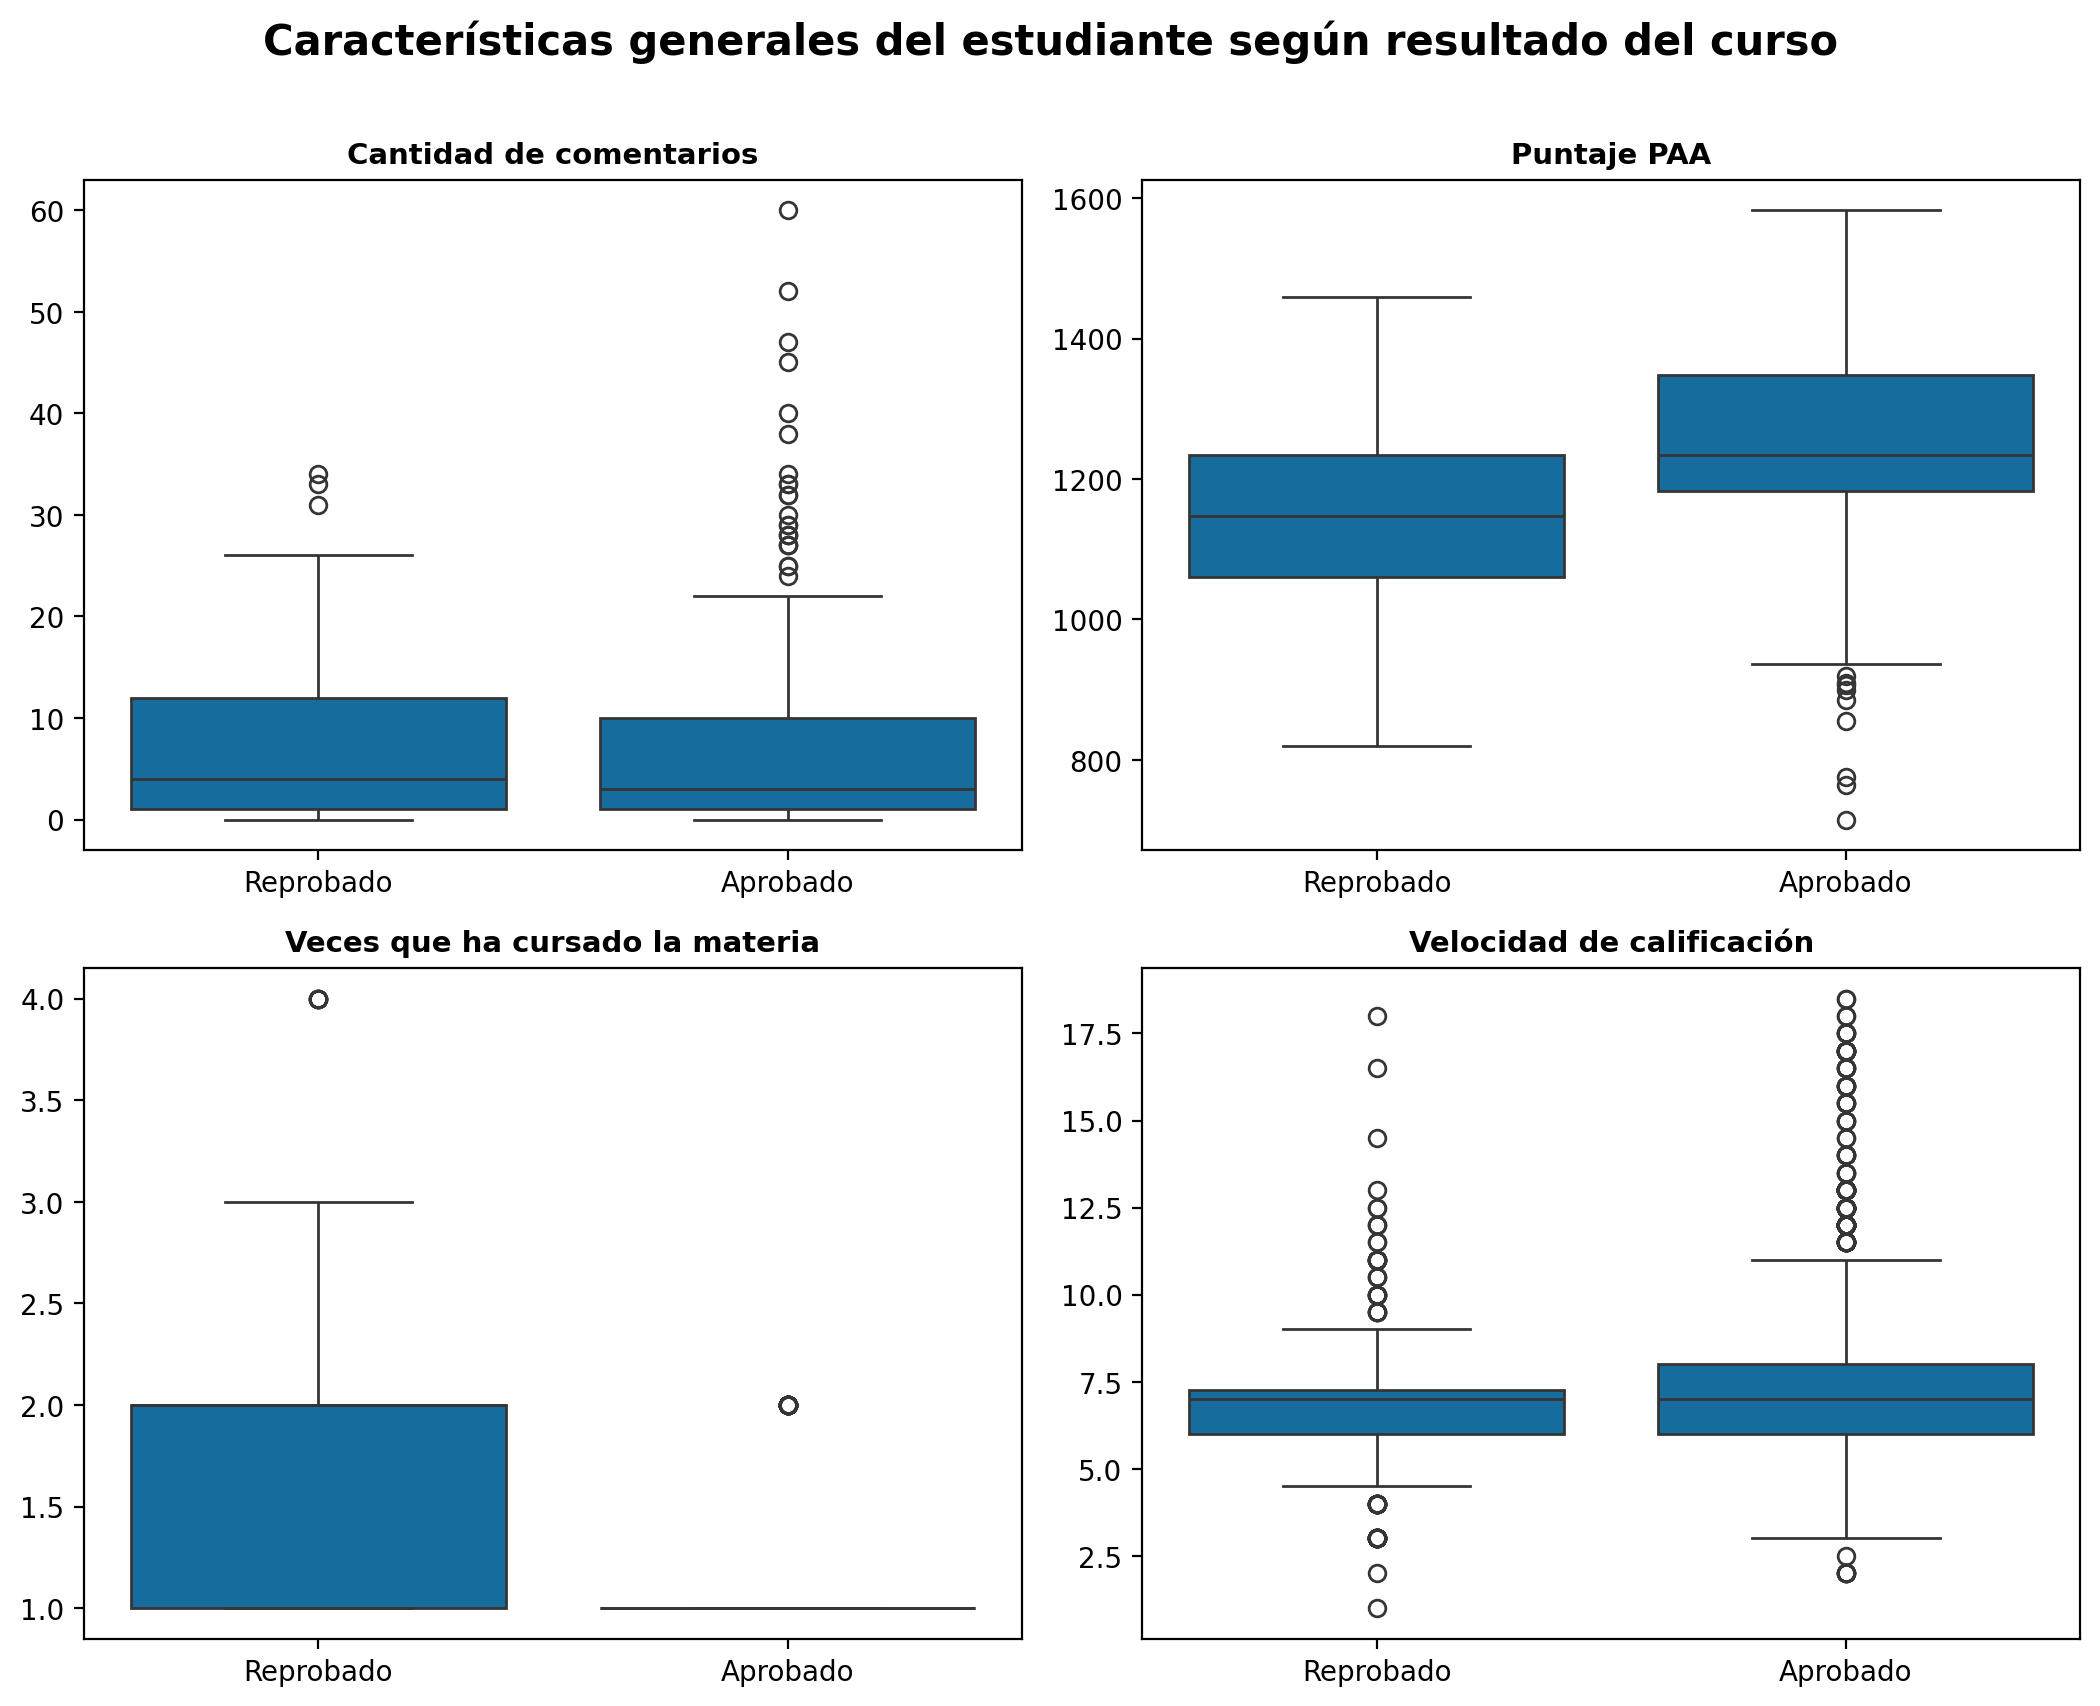 Características generales del estudiante según resultado del curso
Cantidad de comentarios
60
50
40
30
20
10
0
Reprobado Aprobado
Puntaje PAA
1600
1400
1200
1000
800
Reprobado Aprobado
Veces que ha cursado la materia
4.0
3.5
3.0
2.5
2.0
1.5
1.0
Reprobado Aprobado
Velocidad de calificación
17.5
15.0
12.5
10.0
7.5
5.0
2.5
Reprobado Aprobado